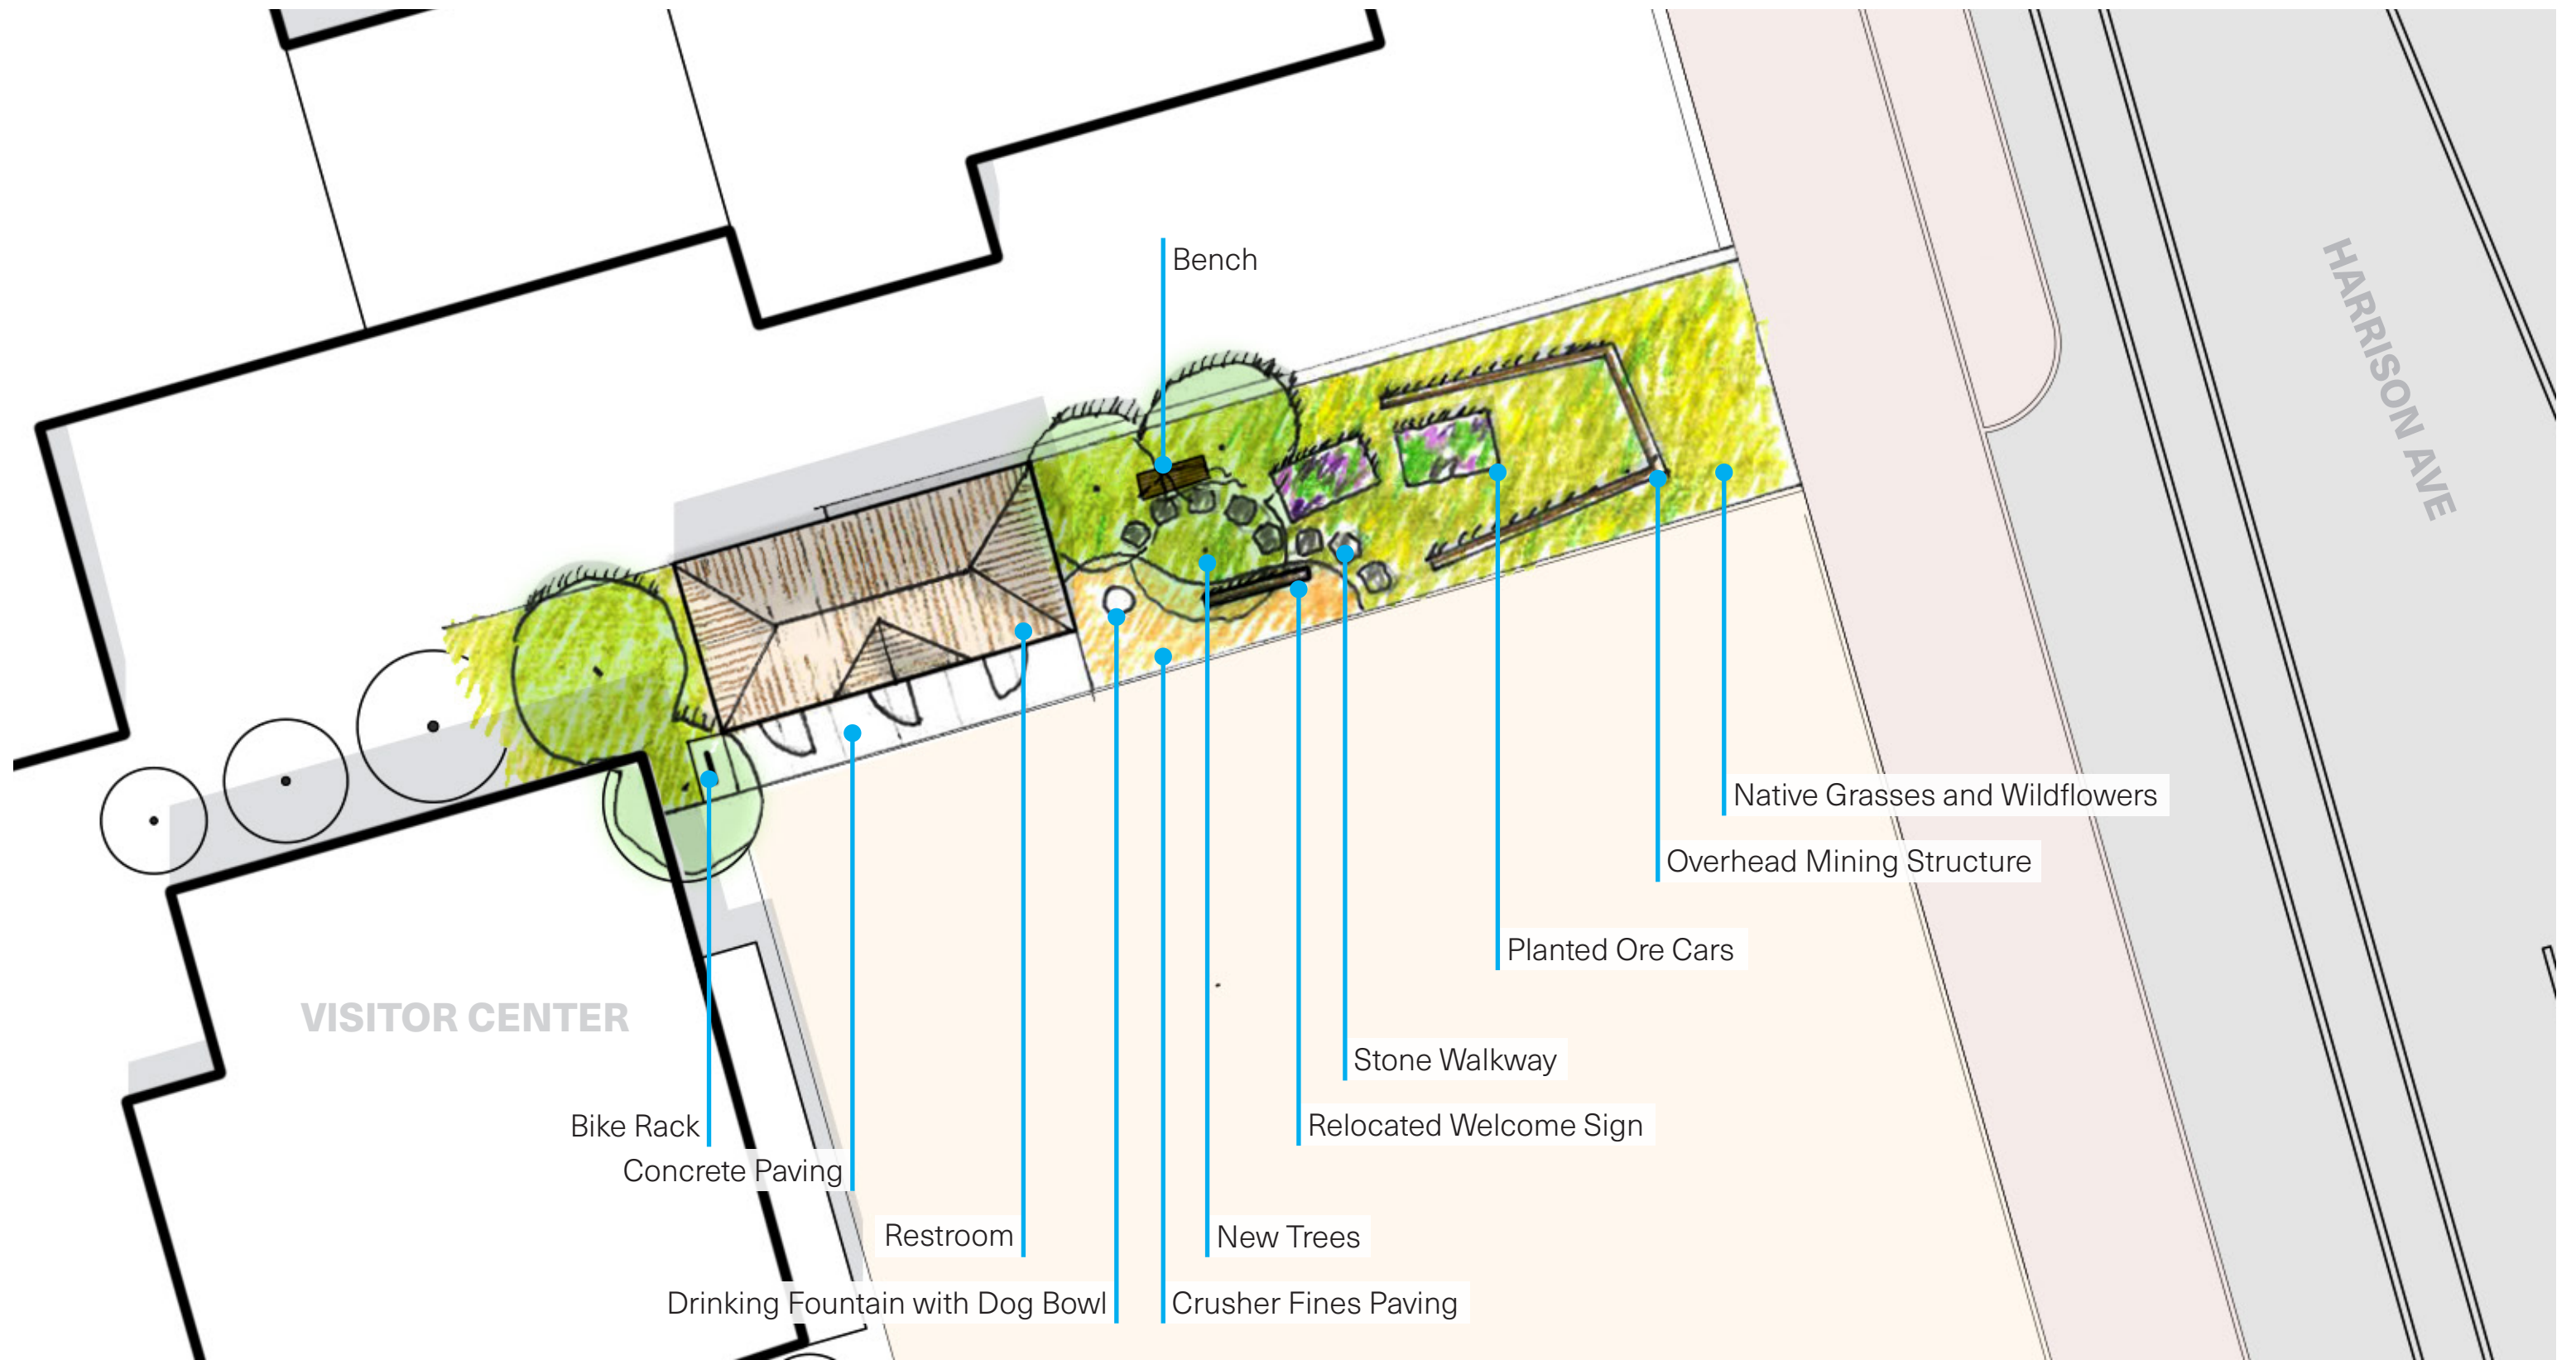 Bench
HARRISON AVE
Native Grasses and Wildflowers
Overhead Mining Structure
Planted Ore Cars
VISITOR CENTER
Stone Walkway
Bike Rack
Relocated Welcome Sign
Concrete Paving
Restroom
New Trees
Drinking Fountain with Dog Bowl
Crusher Fines Paving